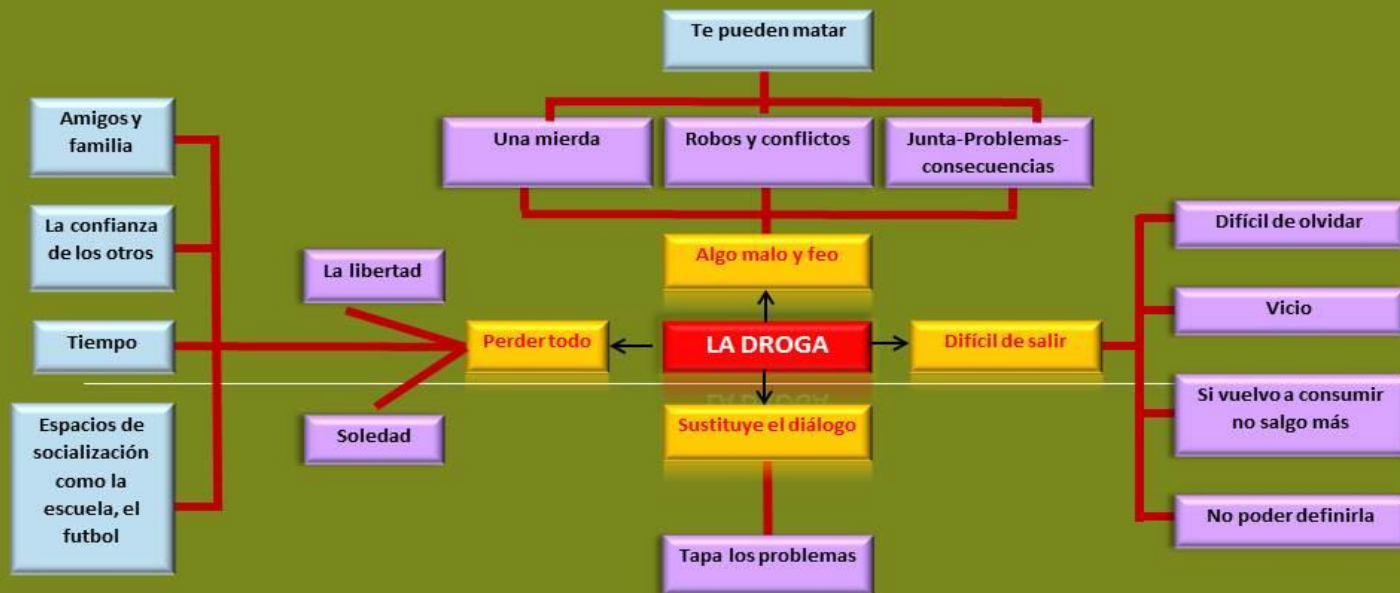 Te pueden matar
Amigos y
familia
Una mierda
Robos y conflictos
Junta-Problemas-
consecuencias
La confianza
de los otros
Difícil de olvidar
Algo malo y feo
La libertad
Vicio
Tiempo
Perder todo
LA DROGA
Difícil de salir
Espacios de
socialización
como la
escuela, el
futbol
Soledad
Sustituye el diálogo
Si vuelvo a consumir
no salgo más
No poder definirla
Tapa los problemas